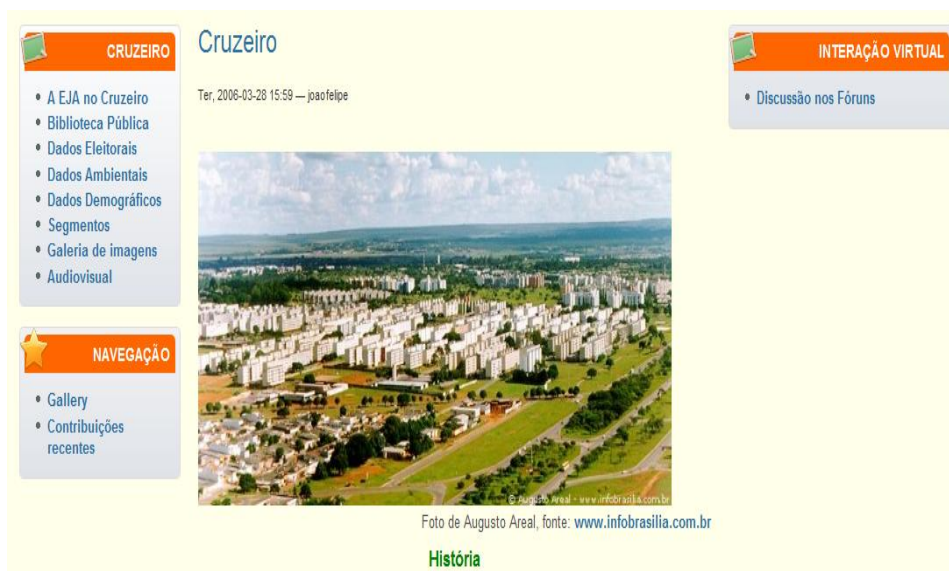 CRUZEIRO
A EJA no Cruzeiro
Biblioteca Pública
Dados Eleitorais
Dados Ambientais
Dados Demográficos
Segmentos
Galeria de imagens
Audiovisual
NAVEGAÇÃO
Gallery
Contribuições
recentes
Cruzeiro
Ter, 2006-03-28 15:59 — joaofelipe
© Augusto Areal - www.infobrasilia.com.br
Foto de Augusto Areal, fonte: www.infobrasilia.com.br
História
INTERAÇÃO VIRTUAL
Discussão nos Fóruns